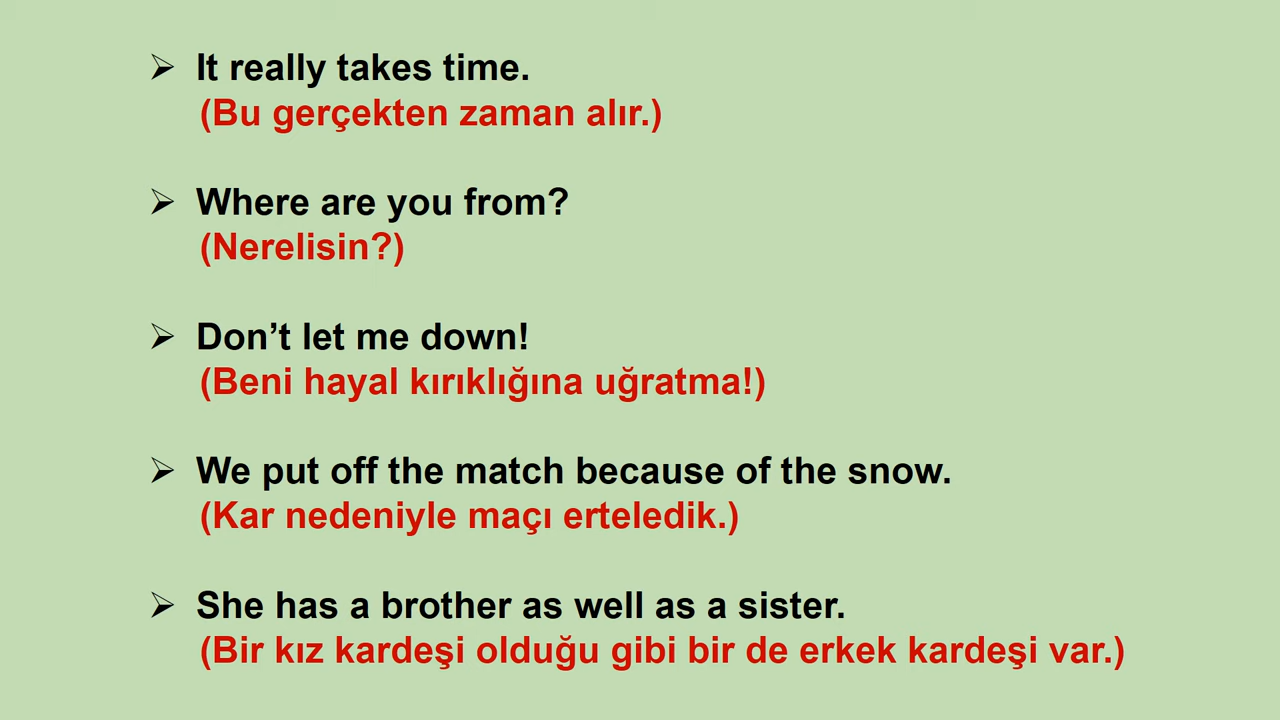 ➢ It really takes time.
(Bu gerçekten zaman alır.)
➢ Where are you from?
(Nerelisin?)
➢ Don’t let me down!
(Beni hayal kırıklığına uğratma!)
➢ We put off the match because of the snow.
(Kar nedeniyle maçı erteledik.)
➢ She has a brother as well as a sister.
(Bir kız kardeşi olduğu gibi bir de erkek kardeşi var.)